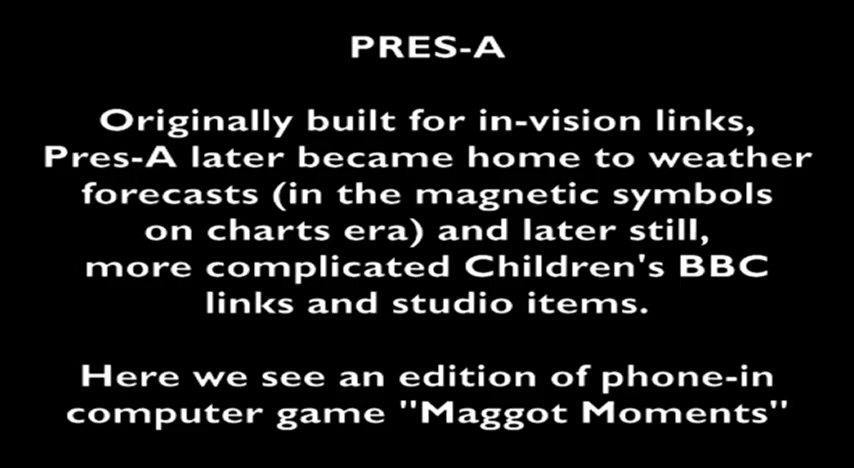 PRES-A
Originally built for in-vision links,
Pres-A later became home to weather
forecasts (in the magnetic symbols
on charts era) and later still,
more complicated Children's BBC
links and studio items.
Here we see an edition of phone-in
computer game "Maggot Moments"